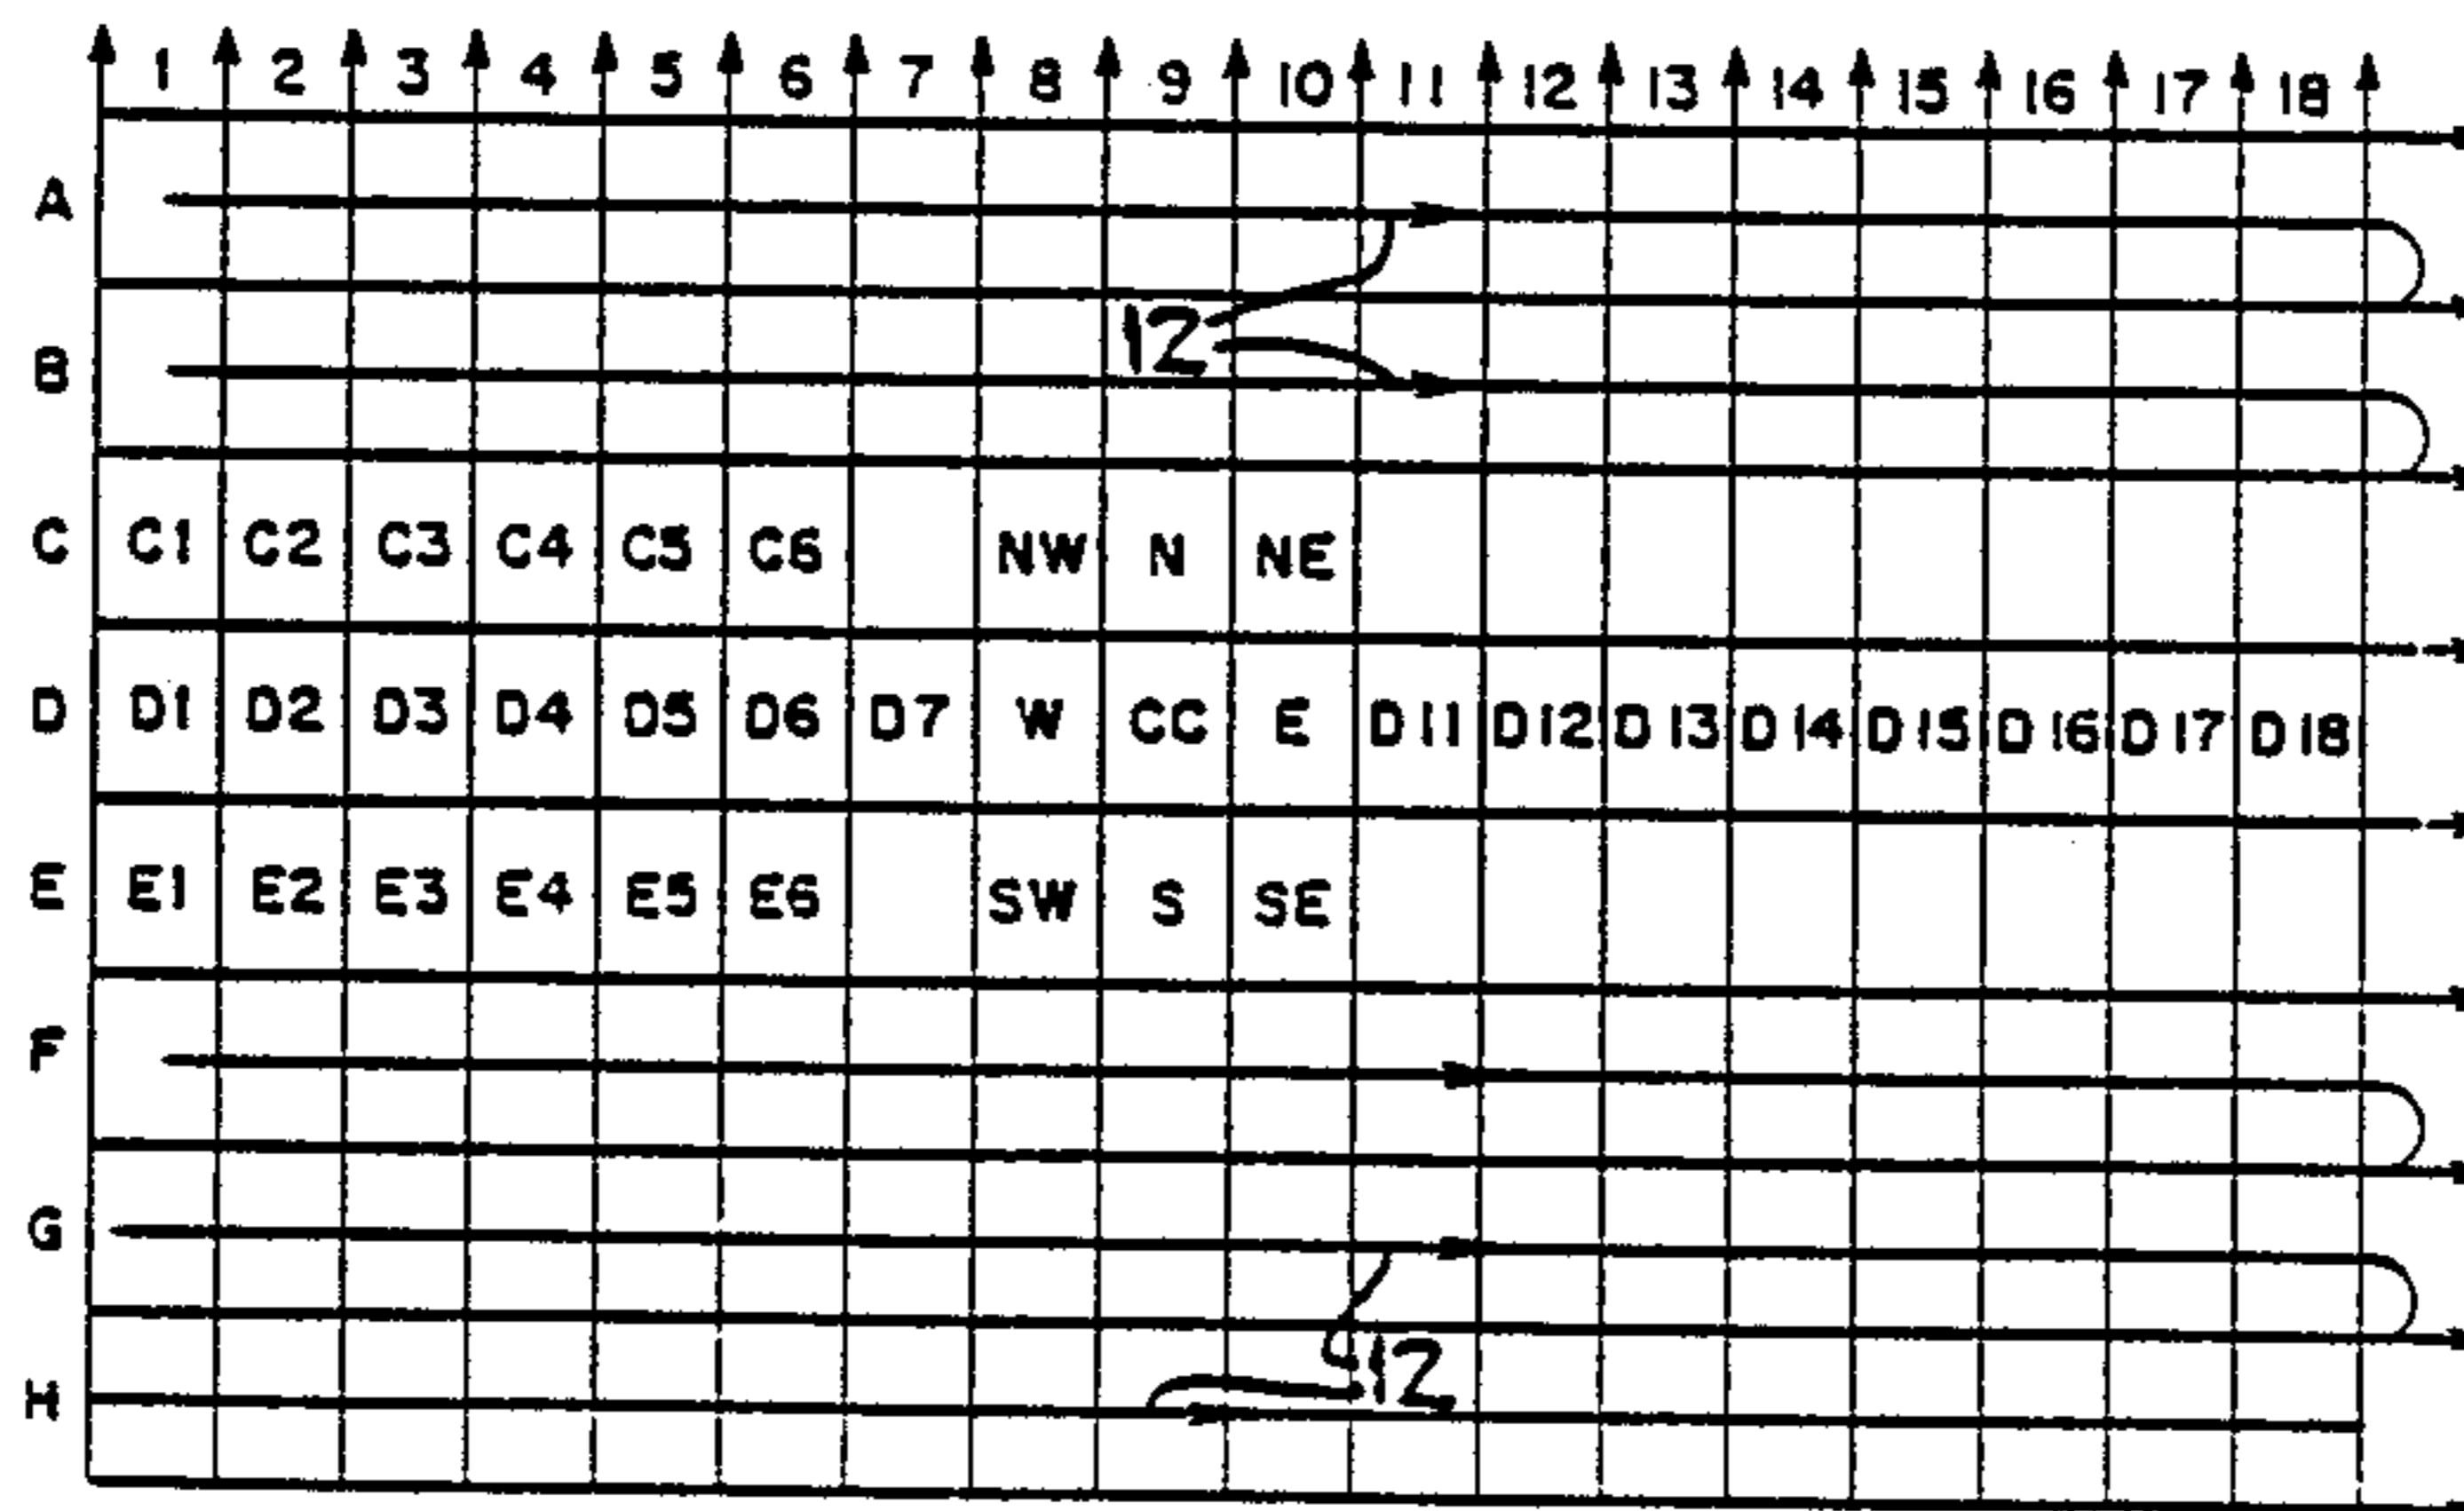 1 2 3 4 5 6 7 8 9 10 11 12 13 14 15 16 17 18
A
12
B
C C1 C2 C3 C4 C5 C6 NW N NE
D D1 D2 D3 D4 D5 D6 D7 W CC E D11 D12 D13 D14 D15 D16 D17 D18
E E1 E2 E3 E4 E5 E6 SW S SE
F
G
12
H